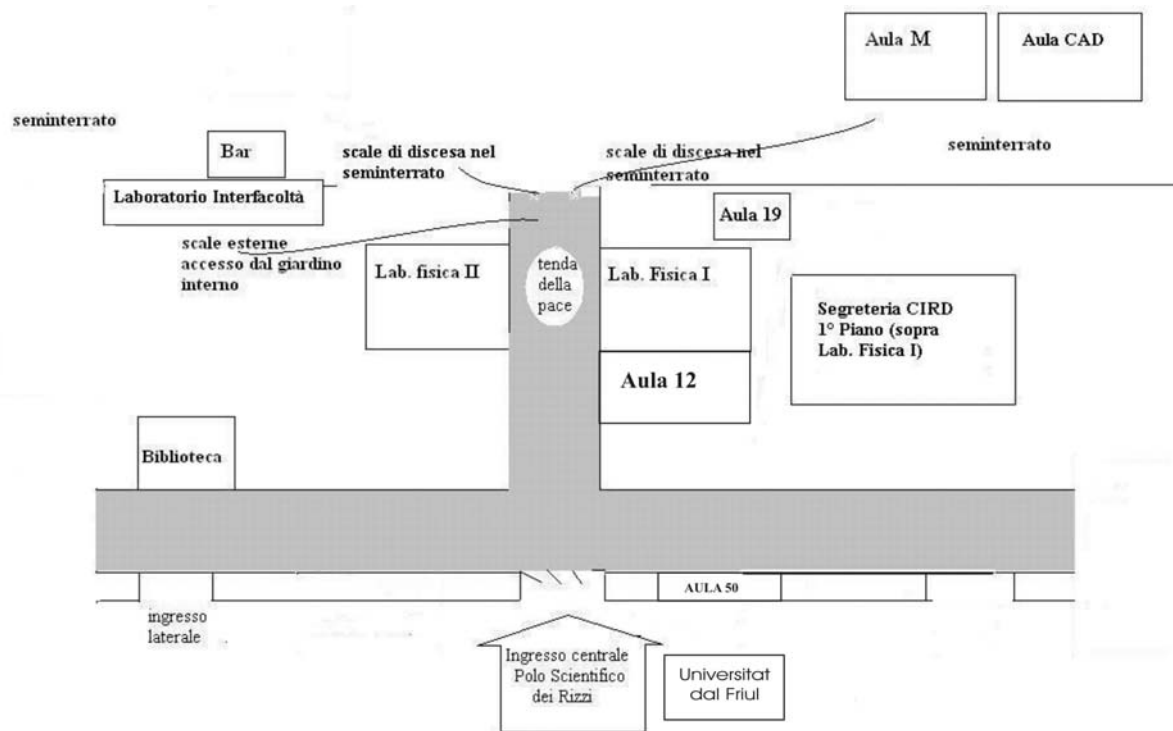 Aula M
Aula CAD
seminterrato
Bar
scale di discesa nel
seminterrato
scale di discesa nel
seminterrato
seminterrato
Laboratorio Interfacoltà
Aula 19
scale esterne
accesso dal giardino
interno
Lab. fisica II
tenda
della
pace
Lab. Fisica I
Segreteria CIRD
1° Piano (sopra
Lab. Fisica I)
Aula 12
Biblioteca
AULA 50
ingresso
laterale
Ingresso centrale
Polo Scientifico
dei Rizzi
Universitat
dal Friul